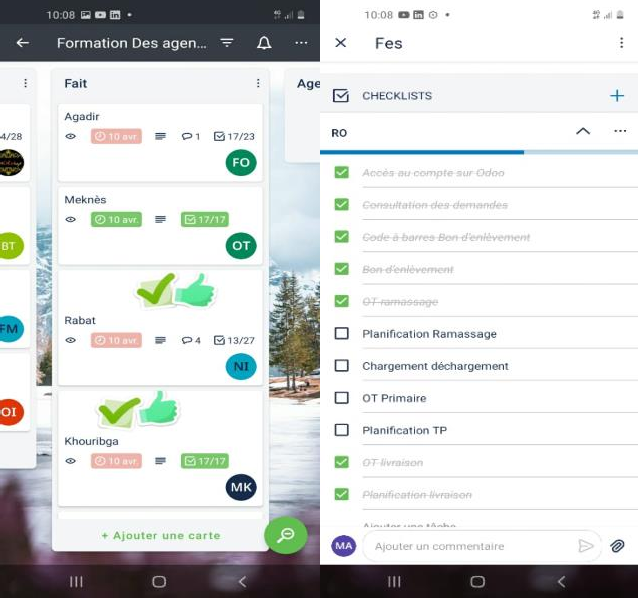 10:08
Formation Des agen...
Fait
4/28
BT
FM
OI
Agadir
10 avr.
1
17/23
FO
Meknès
10 avr.
17/17
OT
Rabat
10 avr.
4
13/27
NI
Khouribga
10 avr.
17/17
MK
+ Ajouter une carte
Age
10:08
Fes
CHECKLISTS
RO
Accès au compte sur Odoo
Consultation des demandes
Code à barres Bon d'enlèvement
Bon d'enlèvement
OT ramassage
Planification Ramassage
Chargement déchargement
OT Primaire
Planification TP
OT livraison
Planification livraison
Ajouter une tâche
MA
Ajouter un commentaire